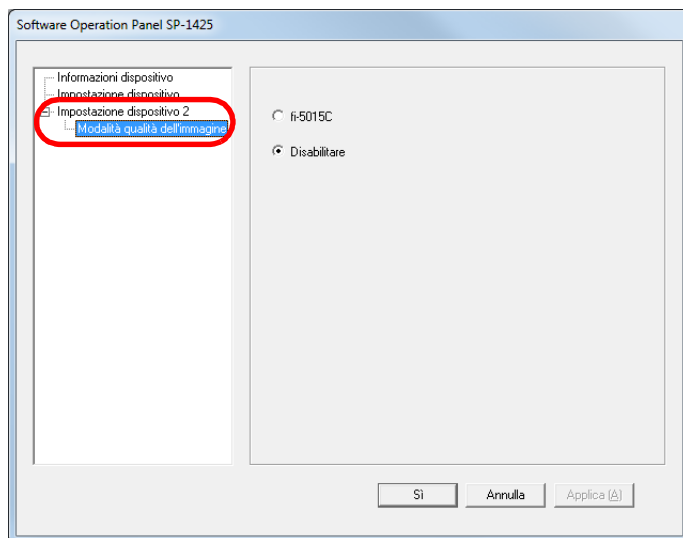 Software Operation Panel SP-1425
Informazioni dispositivo
Impostazione dispositivo
Impostazione dispositivo 2
Modalità qualità dell'immagine
fi-5015C
Disabilitare
Sì
Annulla
Applica (A)